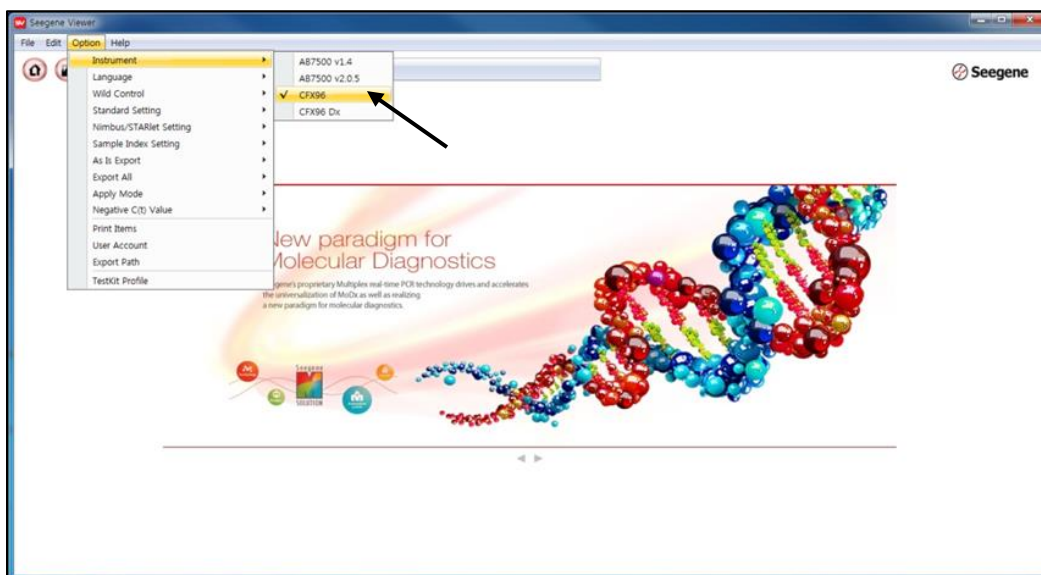 Seegene Viewer
File Edit Option Help
Instrument
Language
Wild Control
Standard Setting
Nimbus/STARlet Setting
Sample Index Setting
As Is Export
Export All
Apply Mode
Negative C(t) Value
Print Items
User Account
Export Path
TestKit Profile
AB7500 v1.4
AB7500 v2.0.5
✓ CFX96
CFX96 Dx
Seegene
New paradigm for
Molecular Diagnostics
Seegene's proprietary Multiplex real-time PCR technology drives and accelerates
the universalization of MoDx as well as realizing
a new paradigm for molecular diagnostics.
Seegene
SOLUTION